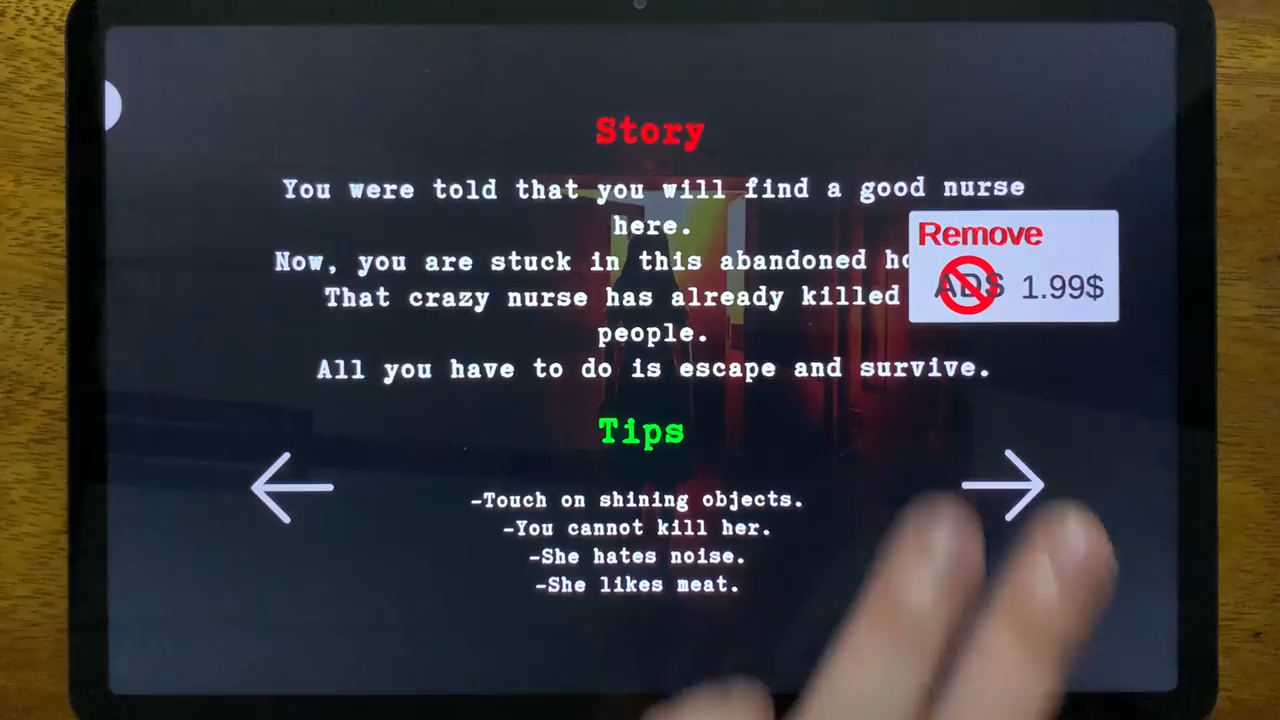 Story
You were told that you will find a good nurse
here.
Now, you are stuck in this abandoned
That crazy nurse has already killed
people.
All you have to do is escape and survive.
Remove
ADS 1.99$
Tips
-Touch on shining objects.
-You cannot kill her.
-She hates noise.
-She likes meat.